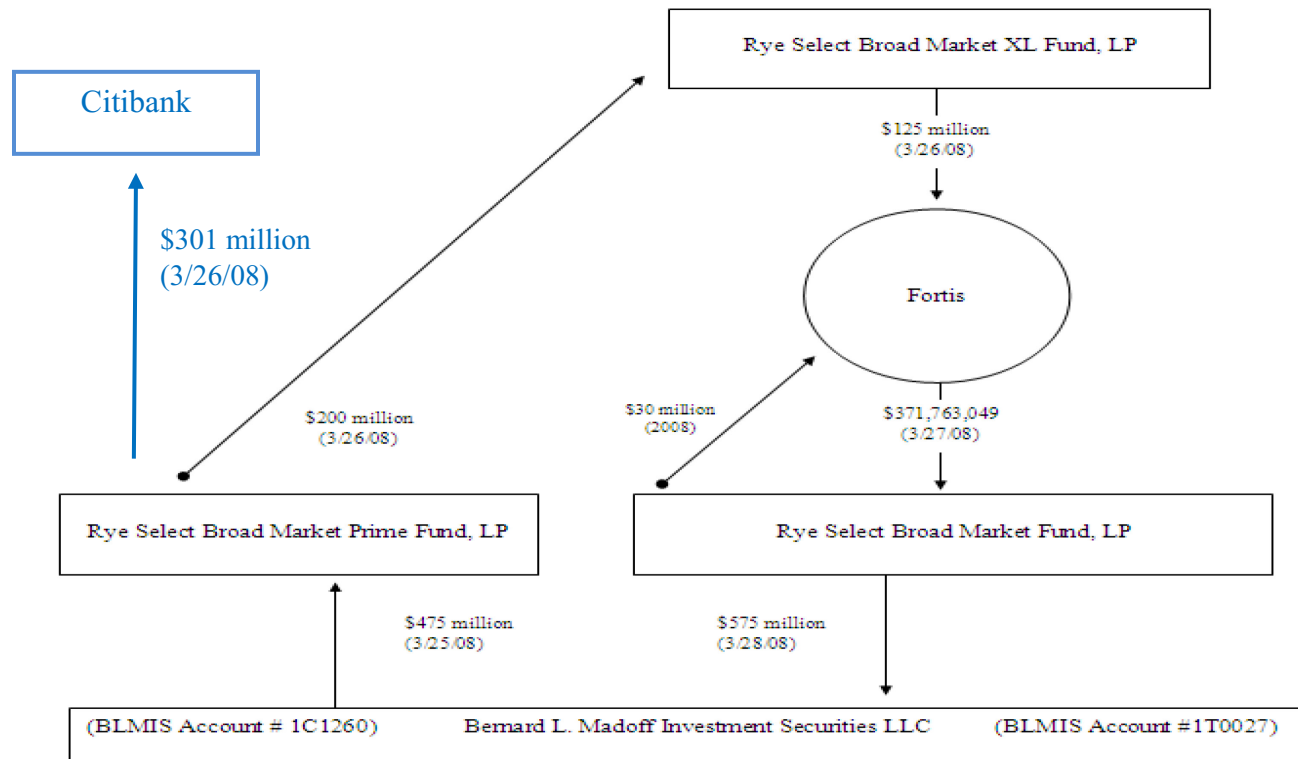 Rye Select Broad Market XL Fund, LP
Citibank
$125 million
(3/26/08)
$301 million
(3/26/08)
Fortis
$200 million
(3/26/08)
$30 million
(2008)
$371,763,049
(3/27/08)
Rye Select Broad Market Prime Fund, LP
Rye Select Broad Market Fund, LP
$475 million
(3/25/08)
$575 million
(3/28/08)
(BLMIS Account # 1C1260) Bernard L. Madoff Investment Securities LLC (BLMIS Account #1T0027)